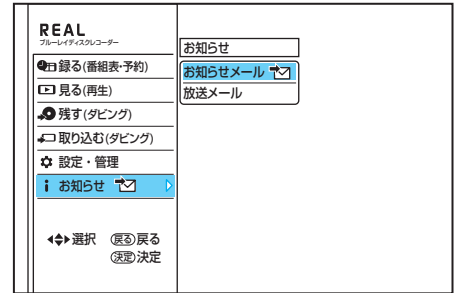 REAL
ブルーレイディスクレコーダー
録る(番組表・予約)
見る(再生)
残す(ダビング)
取り込む(ダビング)
設定・管理
お知らせ
選択 戻る 戻る
決定 決定
お知らせ
お知らせメール
放送メール